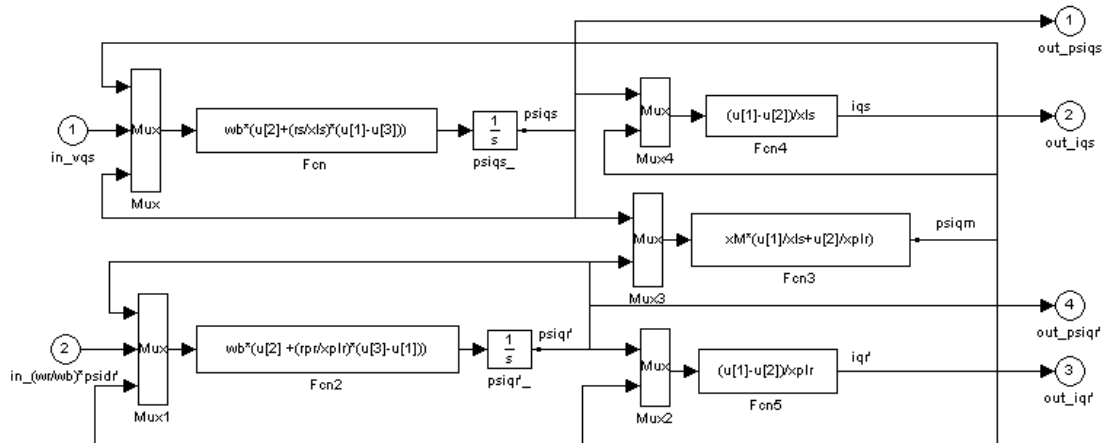 1
out_psiqs
Mux
1
in_vqs
Mux
wb*(u[2]+(rs/xls)*(u[1]-u[3]))
Fcn
1
s
psiqs
psiqs_
Mux
Mux4
(u[1]-u[2])/xls
Fcn4
iqs
2
out_iqs
Mux
Mux3
xM*(u[1]/xls+u[2]/xplr)
Fcn3
psiqm
4
out_psiqr'
2
in_(wr/wb)*psidr'
Mux
Mux1
wb*(u[2] +(rpr/xplr)*(u[3]-u[1]))
Fcn2
1
s
psiqr'
psiqr'_
Mux
Mux2
(u[1]-u[2])/xplr
Fcn5
iqr'
3
out_iqr'